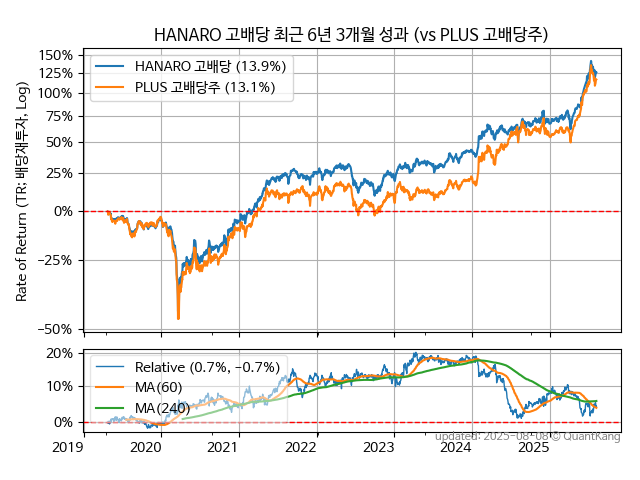 HANARO 고배당 최근 6년 3개월 성과 (vs PLUS 고배당주)
Rate of Return (TR: 배당재투자, Log)
150%
125%
100%
75%
50%
25%
0%
−25%
−50%
HANARO 고배당 (13.9%)
PLUS 고배당주 (13.1%)
20%
10%
0%
Relative (0.7%, −0.7%)
MA(60)
MA(240)
2019 2020 2021 2022 2023 2024 2025
updated: 2025-08-08 © QuantKang